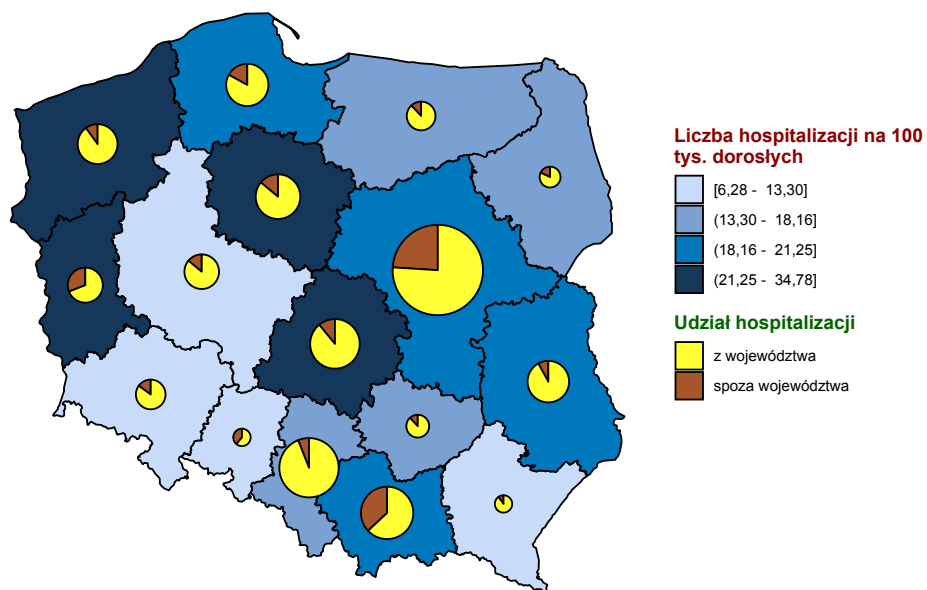 Liczba hospitalizacji na 100
tys. dorosłych
[6,28 - 13,30]
(13,30 - 18,16]
(18,16 - 21,25]
(21,25 - 34,78]
Udział hospitalizacji
z województwa
spoza województwa